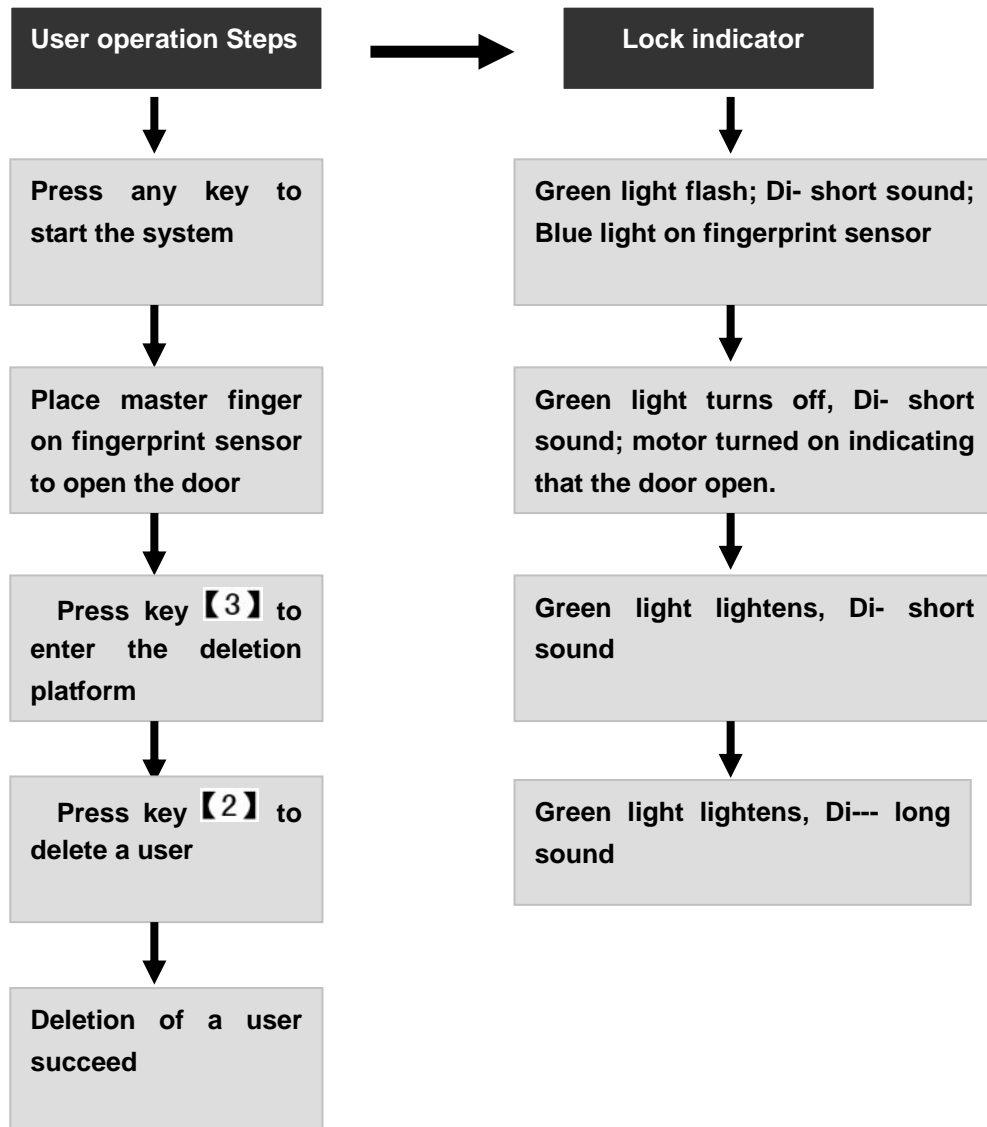 User operation Steps
Lock indicator
Press any key to
start the system
Green light flash; Di- short sound;
Blue light on fingerprint sensor
Place master finger
on fingerprint sensor
to open the door
Green light turns off, Di- short
sound; motor turned on indicating
that the door open.
Press key 【3】 to
enter the deletion
platform
Green light lightens, Di- short
sound
Press key 【2】 to
delete a user
Green light lightens, Di--- long
sound
Deletion of a user
succeed